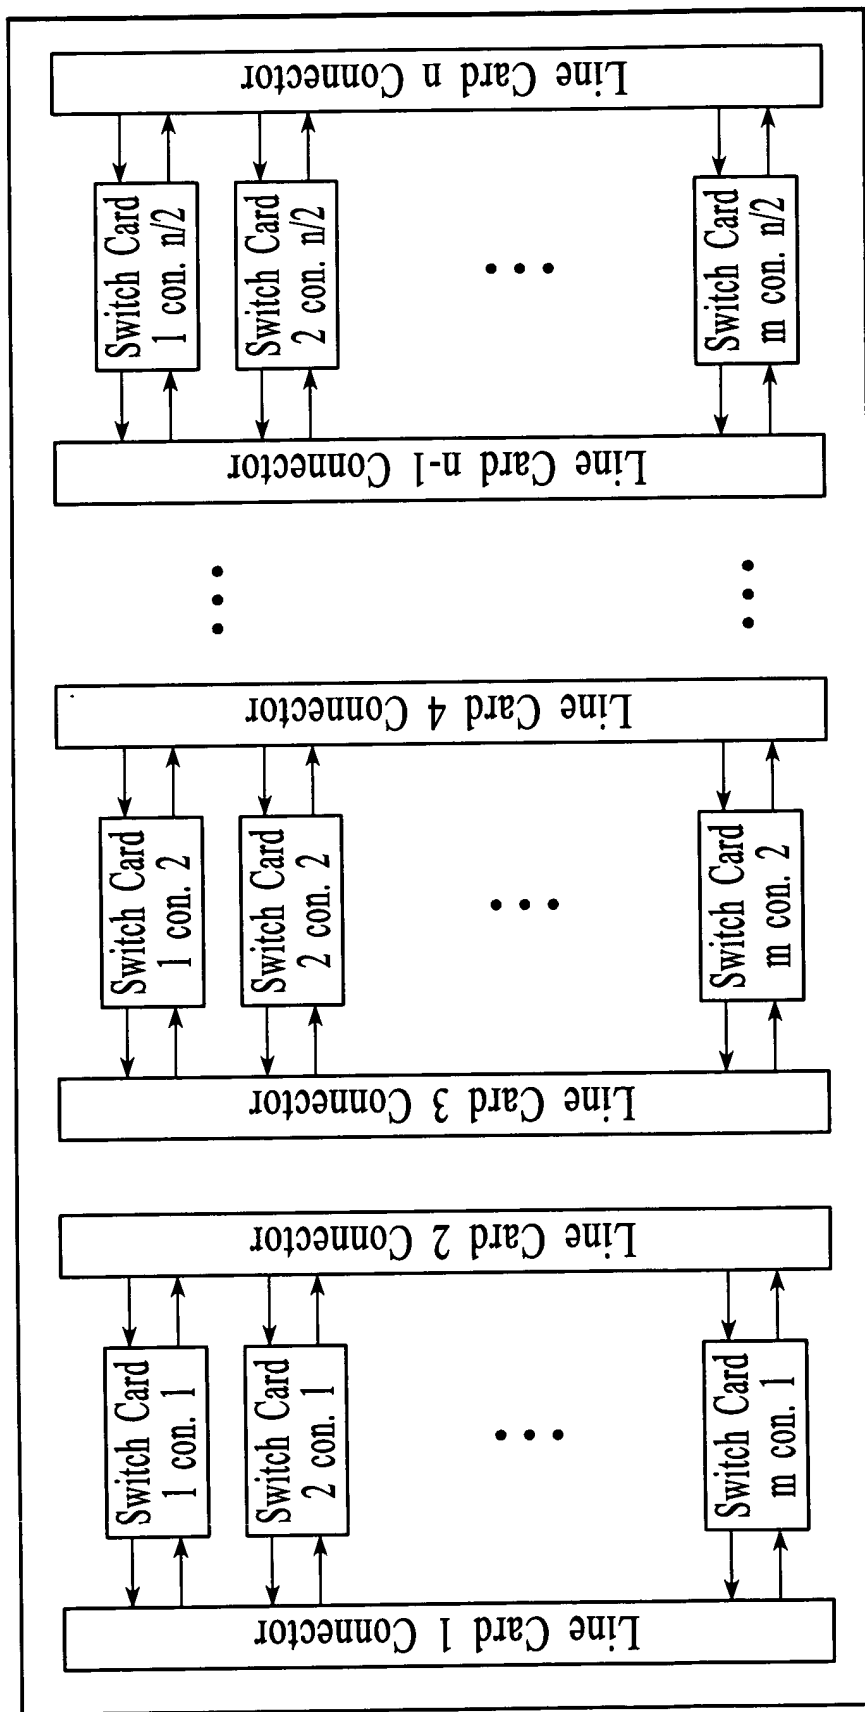 Line Card 1 Connector
Switch Card
1 con. 1
Switch Card
2 con. 1
Switch Card
m con. 1
Line Card 2 Connector
Line Card 3 Connector
Switch Card
1 con. 2
Switch Card
2 con. 2
Switch Card
m con. 2
Line Card 4 Connector
Line Card n-1 Connector
Switch Card
1 con. n/2
Switch Card
2 con. n/2
Switch Card
m con. n/2
Line Card n Connector